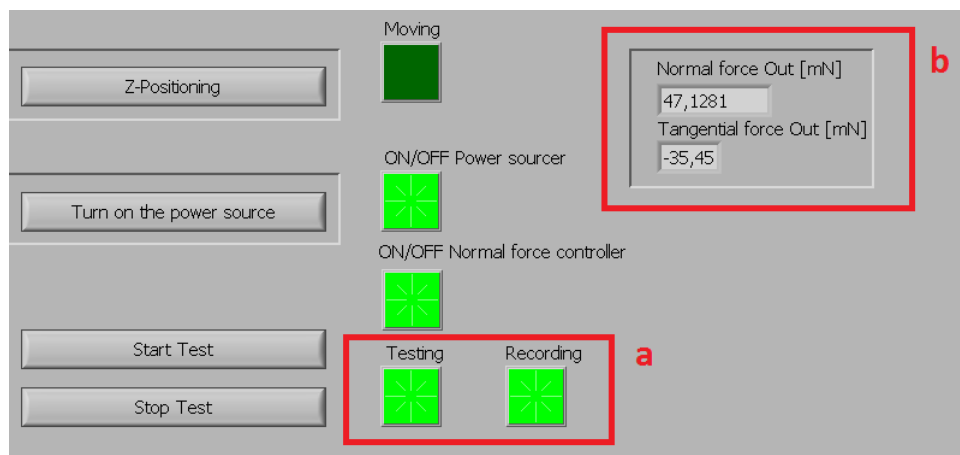 Moving
Z-Positioning
b
Normal force Out [mN]
47,1281
Tangential force Out [mN]
-35,45
ON/OFF Power sourcer
Turn on the power source
ON/OFF Normal force controller
Start Test
Testing
Recording
a
Stop Test